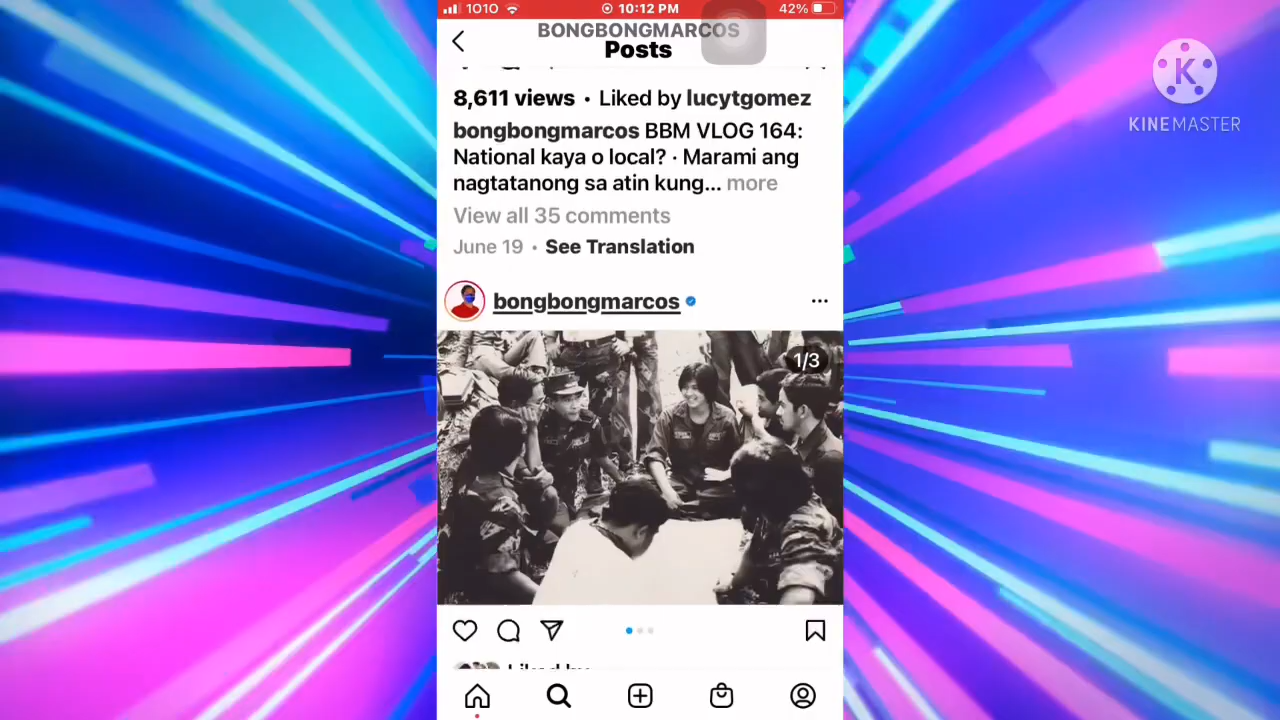 1010 10:12 PM 42%
BONGBONGMARCOS
Posts
8,611 views · Liked by lucytgomez
bongbongmarcos BBM VLOG 164:
National kaya o local? · Marami ang
nagtatanong sa atin kung... more
View all 35 comments
June 19 · See Translation
bongbongmarcos
1/3
Liked by
K
KINEMASTER